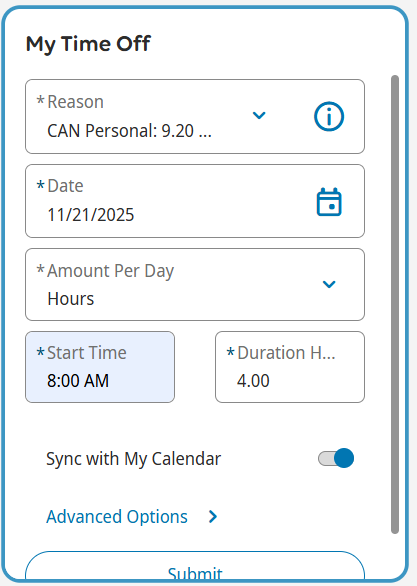 My Time Off
*Reason
CAN Personal: 9.20 ...
*Date
11/21/2025
*Amount Per Day
Hours
*Start Time
8:00 AM
*Duration H...
4.00
Sync with My Calendar
Advanced Options
Submit